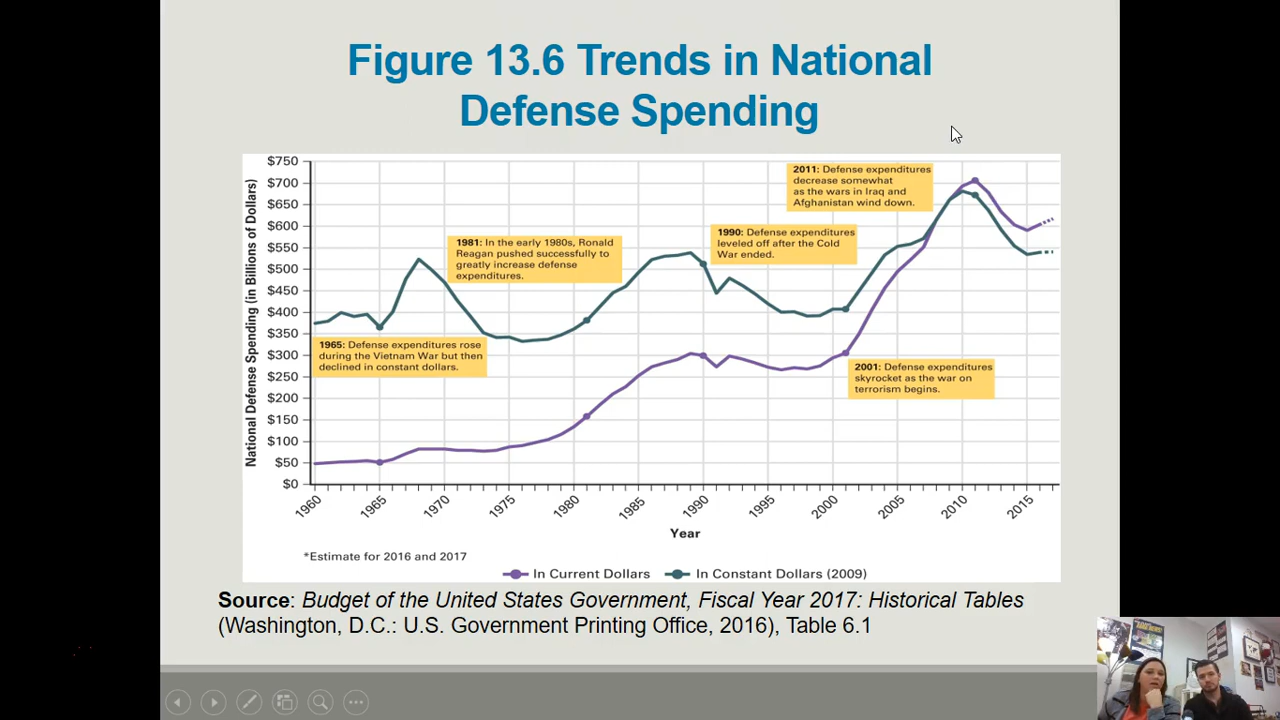 Figure 13.6 Trends in National
Defense Spending
National Defense Spending (in Billions of Dollars)
$750
$700
$650
$600
$550
$500
$450
$400
$350
$300
$250
$200
$150
$100
$50
$0
2011: Defense expenditures
decrease somewhat
as the wars in Iraq and
Afghanistan wind down.
1990: Defense expenditures
leveled off after the Cold
War ended.
1981: In the early 1980s, Ronald
Reagan pushed successfully to
greatly increase defense
expenditures.
1965: Defense expenditures rose
during the Vietnam War but then
declined in constant dollars.
2001: Defense expenditures
skyrocket as the war on
terrorism begins.
1960 1965 1970 1975 1980 1985 1990 1995 2000 2005 2010 2015
Year
*Estimate for 2016 and 2017
In Current Dollars In Constant Dollars (2009)
Source: Budget of the United States Government, Fiscal Year 2017: Historical Tables
(Washington, D.C.: U.S. Government Printing Office, 2016), Table 6.1